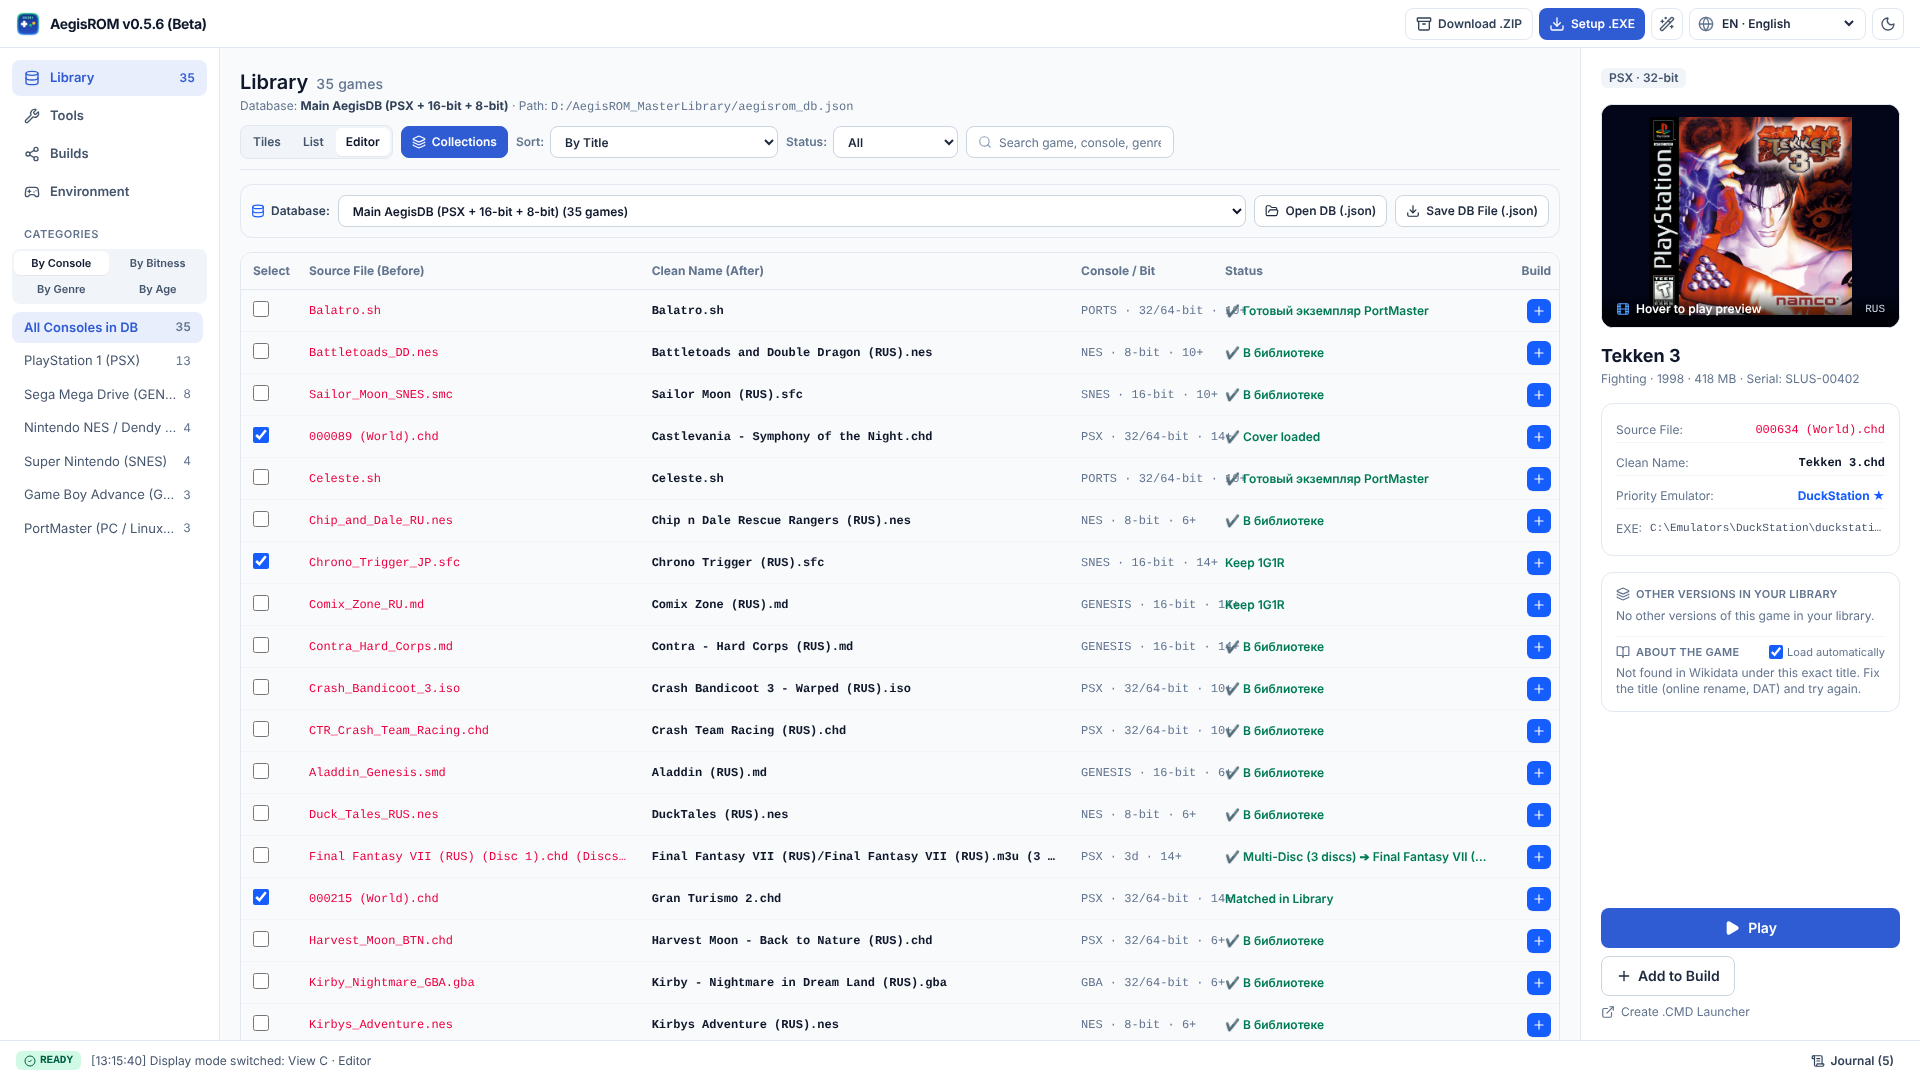 AegisROM v0.5.6 (Beta)
Download .ZIP
Setup .EXE
EN · English
Library 35
Tools
Builds
Environment
CATEGORIES
By Console By Bitness
By Genre By Age
All Consoles in DB 35
PlayStation 1 (PSX) 13
Sega Mega Drive (GEN... 8
Nintendo NES / Dendy ... 4
Super Nintendo (SNES) 4
Game Boy Advance (G... 3
PortMaster (PC / Linux... 3
Library 35 games
Database: Main AegisDB (PSX + 16-bit + 8-bit) · Path: D:/AegisROM_MasterLibrary/aegisrom_db.json
Tiles List Editor Collections Sort: By Title Status: All Search game, console, genre
Database: Main AegisDB (PSX + 16-bit + 8-bit) (35 games) Open DB (.json) Save DB File (.json)
Select Source File (Before) Clean Name (After) Console / Bit Status Build
Balatro.sh Balatro.sh PORTS · 32/64-bit · ✔ Готовый экземпляр PortMaster
Battletoads_DD.nes Battletoads and Double Dragon (RUS).nes NES · 8-bit · 10+ ✔ В библиотеке
Sailor_Moon_SNES.smc Sailor Moon (RUS).sfc SNES · 16-bit · 10+ ✔ В библиотеке
000089 (World).chd Castlevania - Symphony of the Night.chd PSX · 32/64-bit · 14 ✔ Cover loaded
Celeste.sh Celeste.sh PORTS · 32/64-bit · ✔ Готовый экземпляр PortMaster
Chip_and_Dale_RU.nes Chip n Dale Rescue Rangers (RUS).nes NES · 8-bit · 6+ ✔ В библиотеке
Chrono_Trigger_JP.sfc Chrono Trigger (RUS).sfc SNES · 16-bit · 14+ Keep 1G1R
Comix_Zone_RU.md Comix Zone (RUS).md GENESIS · 16-bit · Keep 1G1R
Contra_Hard_Corps.md Contra - Hard Corps (RUS).md GENESIS · 16-bit · ✔ В библиотеке
Crash_Bandicoot_3.iso Crash Bandicoot 3 - Warped (RUS).iso PSX · 32/64-bit · 10 ✔ В библиотеке
CTR_Crash_Team_Racing.chd Crash Team Racing (RUS).chd PSX · 32/64-bit · 10 ✔ В библиотеке
Aladdin_Genesis.smd Aladdin (RUS).md GENESIS · 16-bit · 6 ✔ В библиотеке
Duck_Tales_RUS.nes DuckTales (RUS).nes NES · 8-bit · 6+ ✔ В библиотеке
Final Fantasy VII (RUS) (Disc 1).chd (Discs… Final Fantasy VII (RUS)/Final Fantasy VII (RUS).m3u (3 … PSX · 3d · 14+ ✔ Multi-Disc (3 discs) ➔ Final Fantasy VII (...
000215 (World).chd Gran Turismo 2.chd PSX · 32/64-bit · 14 Matched in Library
Harvest_Moon_BTN.chd Harvest Moon - Back to Nature (RUS).chd PSX · 32/64-bit · 6+ ✔ В библиотеке
Kirby_Nightmare_GBA.gba Kirby - Nightmare in Dream Land (RUS).gba GBA · 32/64-bit · 6+ ✔ В библиотеке
Kirbys_Adventure.nes Kirbys Adventure (RUS).nes NES · 8-bit · 6+ ✔ В библиотеке
PSX · 32-bit
PlayStation
TEKKEN
3
TEEN
T
namco
Hover to play preview RUS
Tekken 3
Fighting · 1998 · 418 MB · Serial: SLUS-00402
Source File: 000634 (World).chd
Clean Name: Tekken 3.chd
Priority Emulator: DuckStation ★
EXE: C:\Emulators\DuckStation\duckstati…
OTHER VERSIONS IN YOUR LIBRARY
No other versions of this game in your library.
ABOUT THE GAME Load automatically
Not found in Wikidata under this exact title. Fix
the title (online rename, DAT) and try again.
Play
Add to Build
Create .CMD Launcher
READY [13:15:40] Display mode switched: View C · Editor
Journal (5)